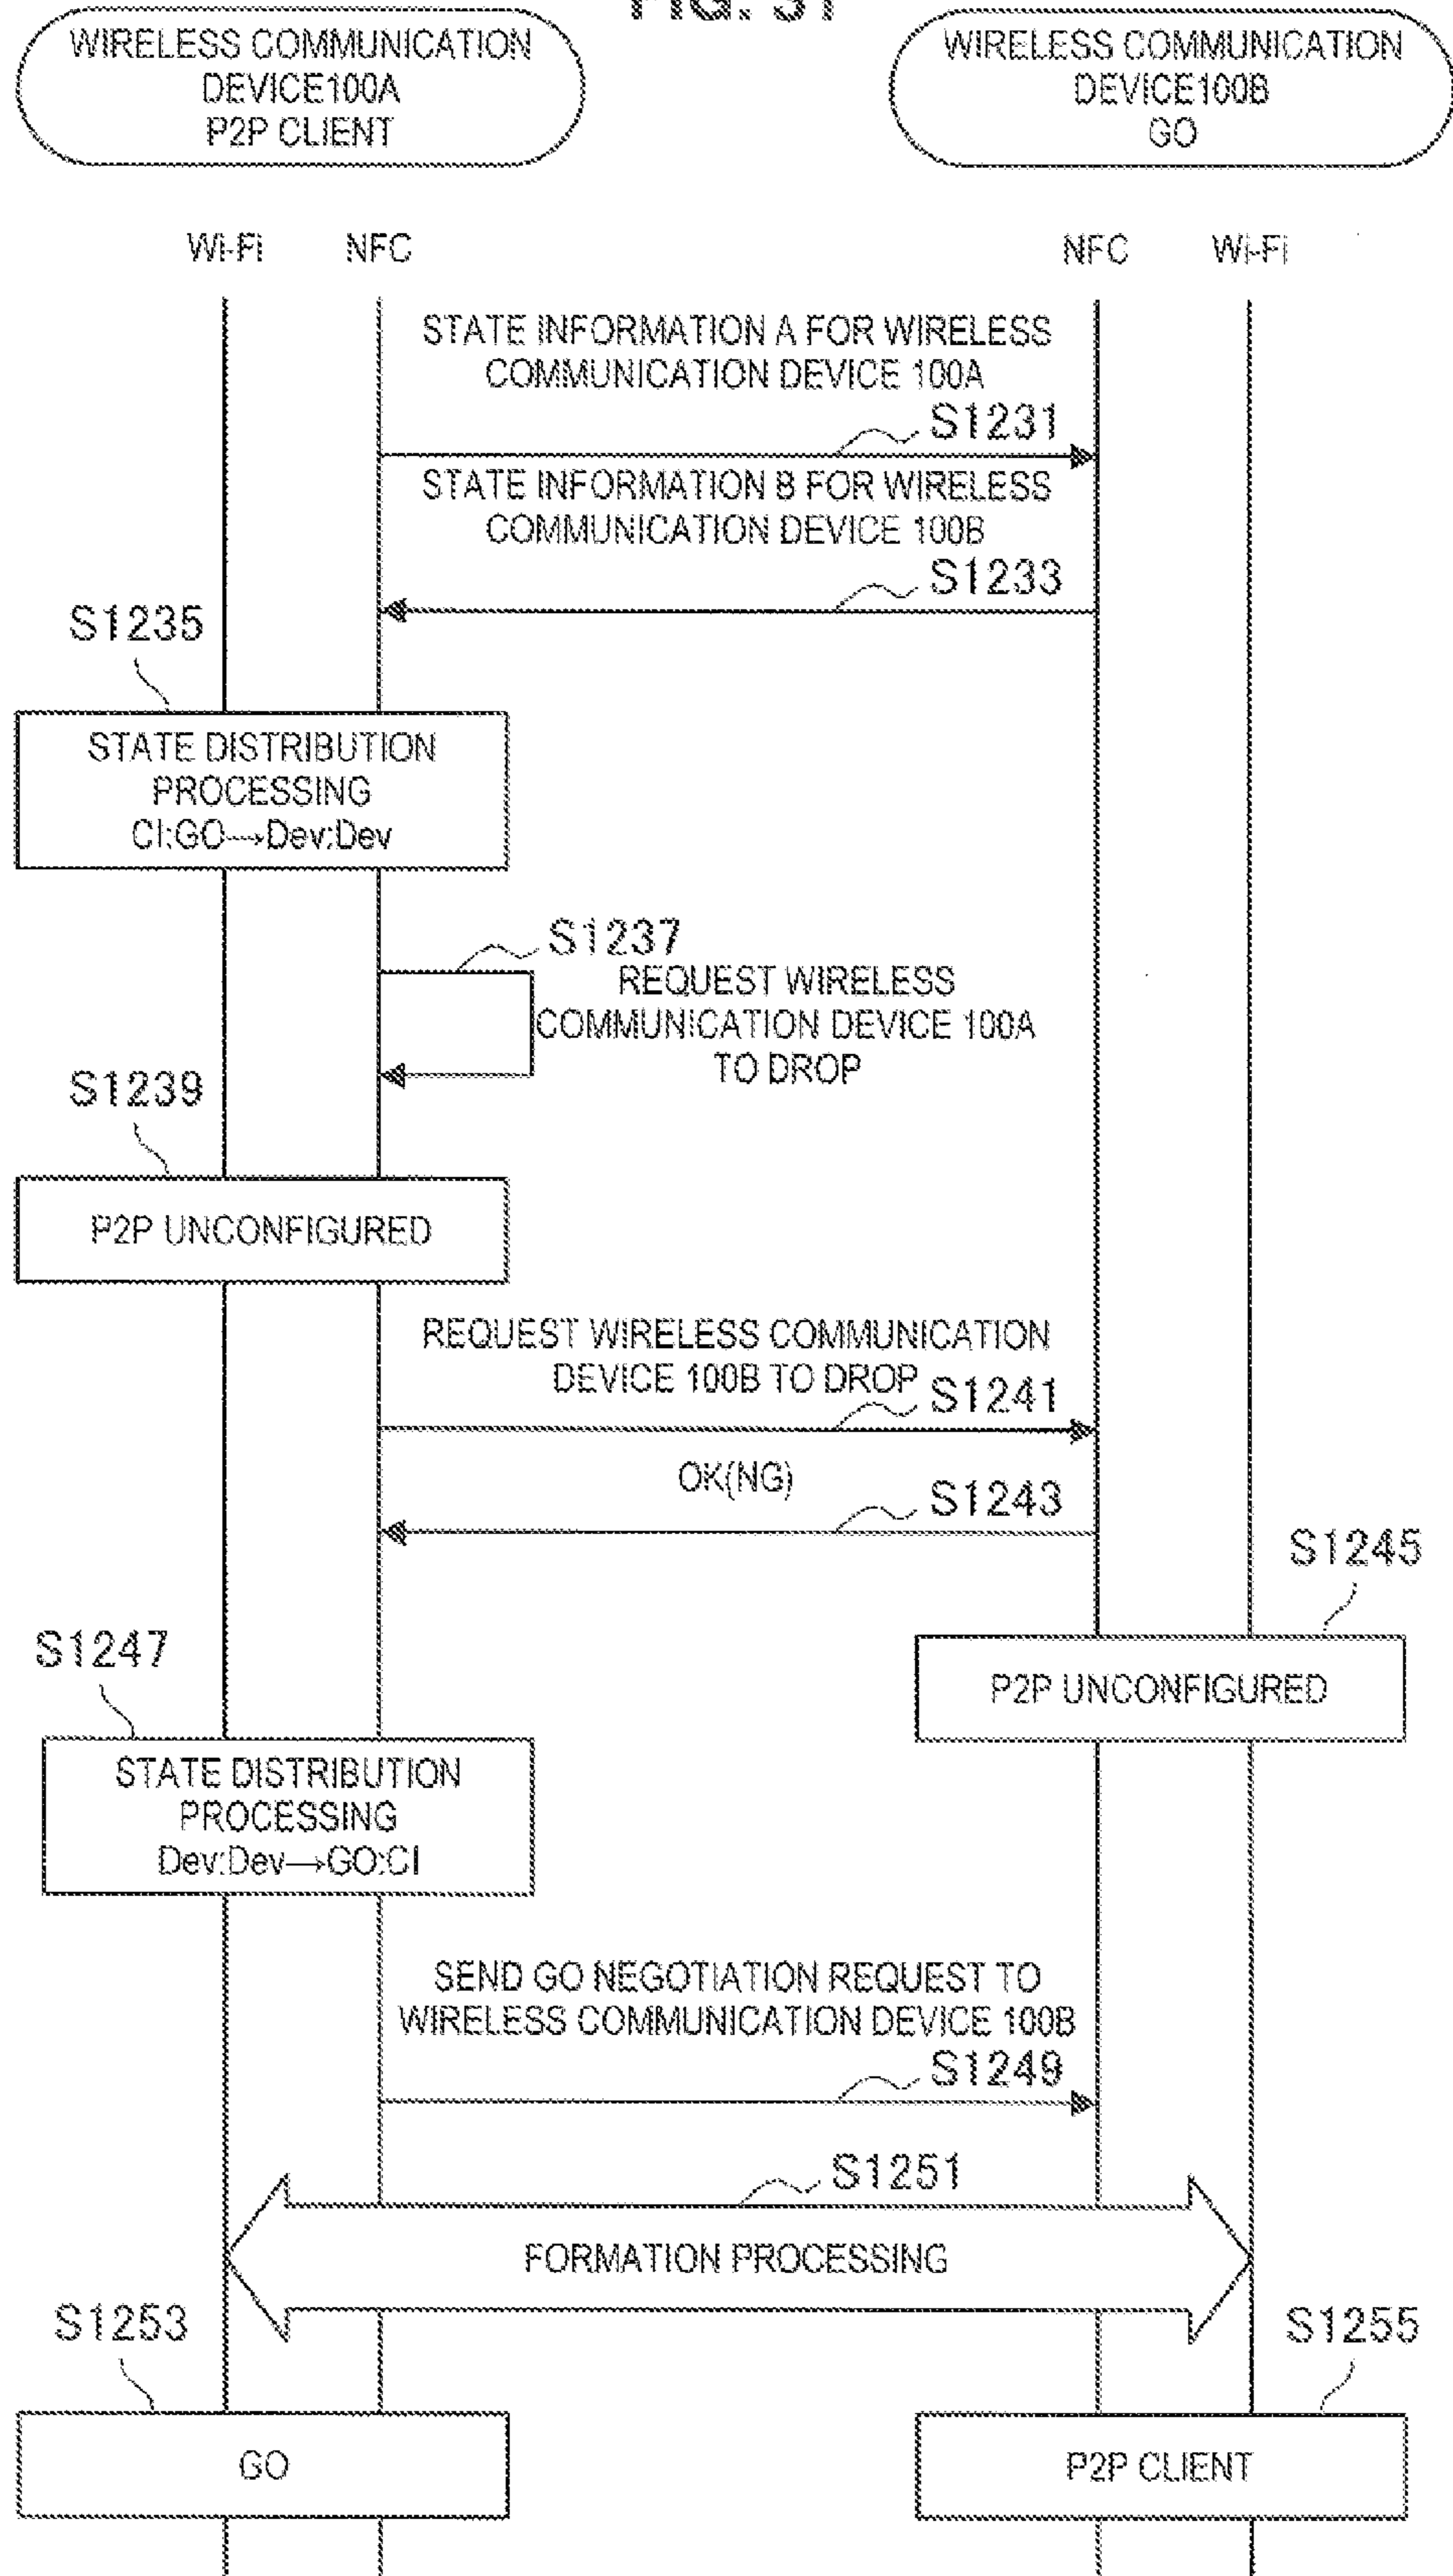 FIG. 31
WIRELESS COMMUNICATION
DEVICE100A
P2P CLIENT
WIRELESS COMMUNICATION
DEVICE100B
GO
Wi-Fi
NFC
NFC
Wi-Fi
STATE INFORMATION A FOR WIRELESS
COMMUNICATION DEVICE 100A
S1231
STATE INFORMATION B FOR WIRELESS
COMMUNICATION DEVICE 100B
S1233
S1235
STATE DISTRIBUTION
PROCESSING
Cl:GO→Dev:Dev
S1237
REQUEST WIRELESS
COMMUNICATION DEVICE 100A
TO DROP
S1239
P2P UNCONFIGURED
REQUEST WIRELESS COMMUNICATION
DEVICE 100B TO DROP
S1241
OK(NG)
S1243
S1245
P2P UNCONFIGURED
S1247
STATE DISTRIBUTION
PROCESSING
Dev:Dev→GO:Cl
SEND GO NEGOTIATION REQUEST TO
WIRELESS COMMUNICATION DEVICE 100B
S1249
S1251
FORMATION PROCESSING
S1253
GO
S1255
P2P CLIENT